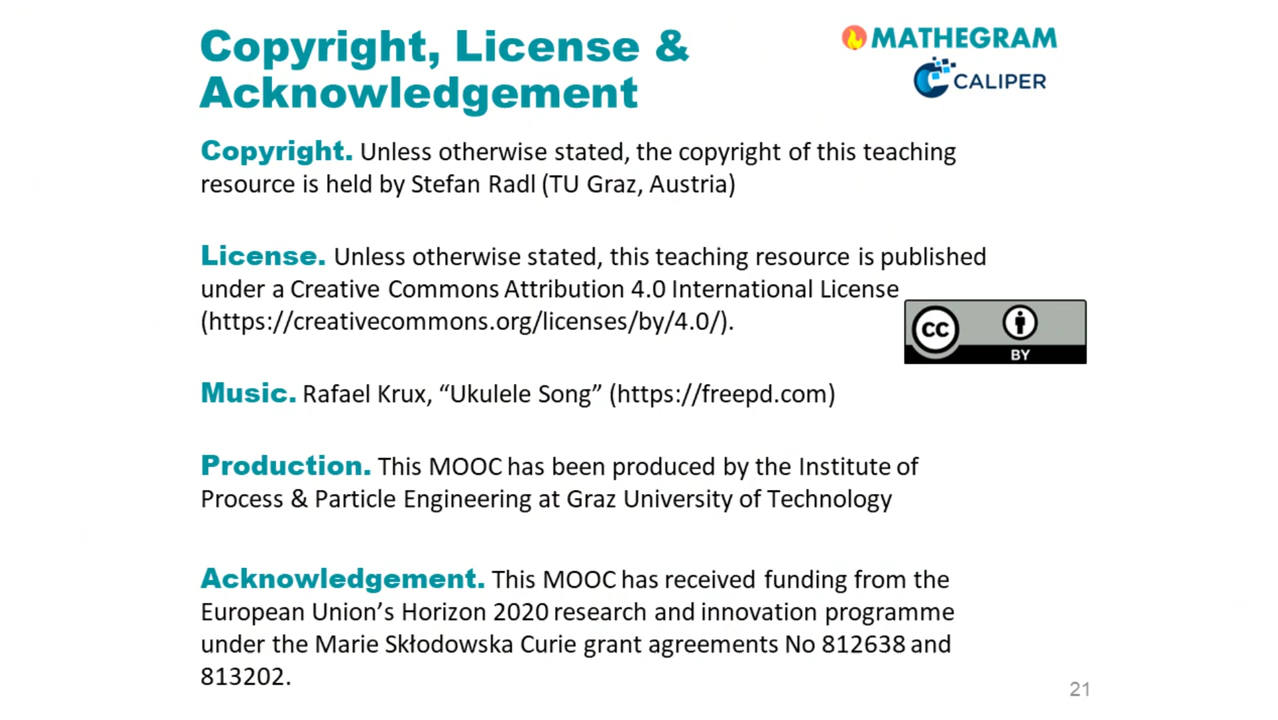 Copyright, License &
Acknowledgement
MATHEGRAM
CALIPER
Copyright. Unless otherwise stated, the copyright of this teaching
resource is held by Stefan Radl (TU Graz, Austria)
License. Unless otherwise stated, this teaching resource is published
under a Creative Commons Attribution 4.0 International License
(https://creativecommons.org/licenses/by/4.0/).
CC
BY
Music. Rafael Krux, “Ukulele Song” (https://freepd.com)
Production. This MOOC has been produced by the Institute of
Process & Particle Engineering at Graz University of Technology
Acknowledgement. This MOOC has received funding from the
European Union’s Horizon 2020 research and innovation programme
under the Marie Skłodowska Curie grant agreements No 812638 and
813202.
21